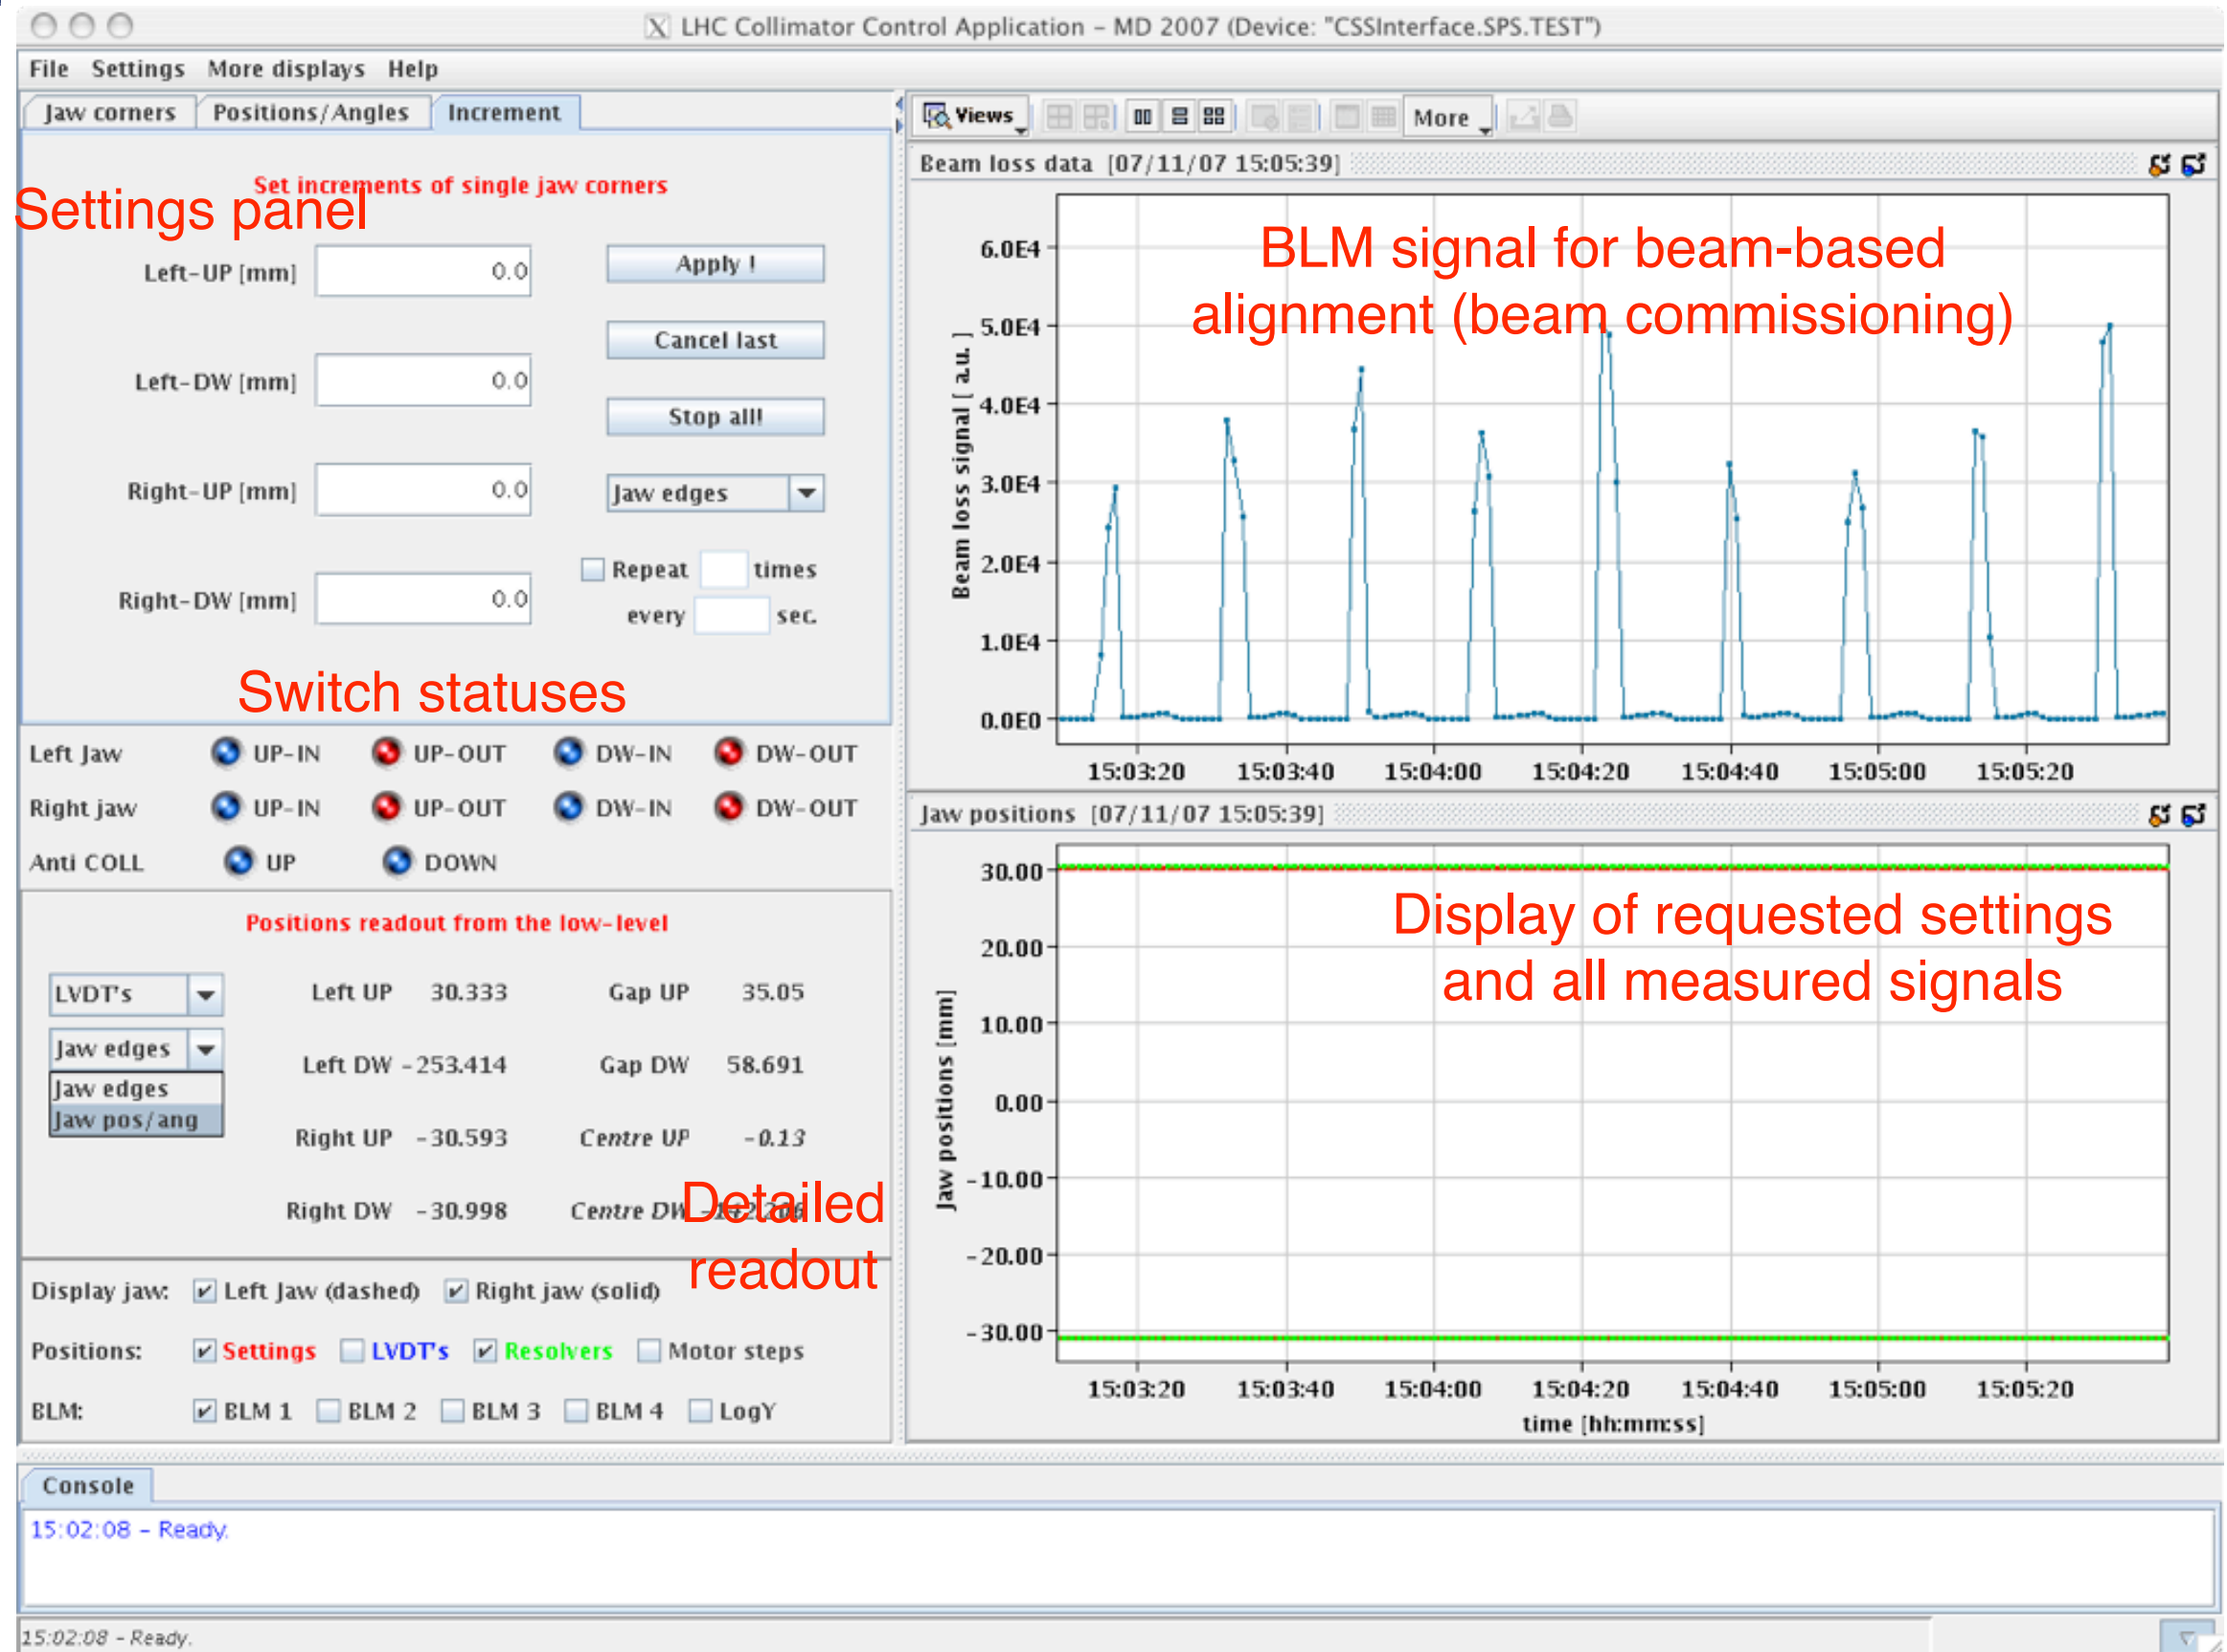 LHC Collimator Control Application - MD 2007 (Device: "CSSInterface.SPS.TEST")
File Settings More displays Help
Jaw corners Positions/Angles Increment
Set increments of single jaw corners
Settings panel
Left-UP [mm] 0.0 Apply !
Cancel last
Left-DW [mm] 0.0
Stop all!!
Right-UP [mm] 0.0 Jaw edges
Repeat times
Right-DW [mm] 0.0
every sec.
Switch statuses
Left Jaw UP-IN UP-OUT DW-IN DW-OUT
Right jaw UP-IN UP-OUT DW-IN DW-OUT
Anti COLL UP DOWN
Positions readout from the low-level
LVDT's Left UP 30.333 Gap UP 35.05
Jaw edges
Left DW -253.414 Gap DW 58.691
Jaw edges
Jaw pos/ang
Right UP -30.593 Centre UP -0.13
Right DW -30.998 Centre DW
Detailed
readout
Display jaw: Left Jaw (dashed) Right jaw (solid)
Positions: Settings LVDT's Resolvers Motor steps
BLM: BLM 1 BLM 2 BLM 3 BLM 4 LogY
Views More
Beam loss data [07/11/07 15:05:39]
BLM signal for beam-based
alignment (beam commissioning)
Beam loss signal [ a.u. ]
6.0E4
5.0E4
4.0E4
3.0E4
2.0E4
1.0E4
0.0E0
15:03:20 15:03:40 15:04:00 15:04:20 15:04:40 15:05:00 15:05:20
Jaw positions [07/11/07 15:05:39]
Display of requested settings
and all measured signals
Jaw positions [mm]
30.00
20.00
10.00
0.00
-10.00
-20.00
-30.00
15:03:20 15:03:40 15:04:00 15:04:20 15:04:40 15:05:00 15:05:20
time [hh:mm:ss]
Console
15:02:08 - Ready.
15:02:08 - Ready.